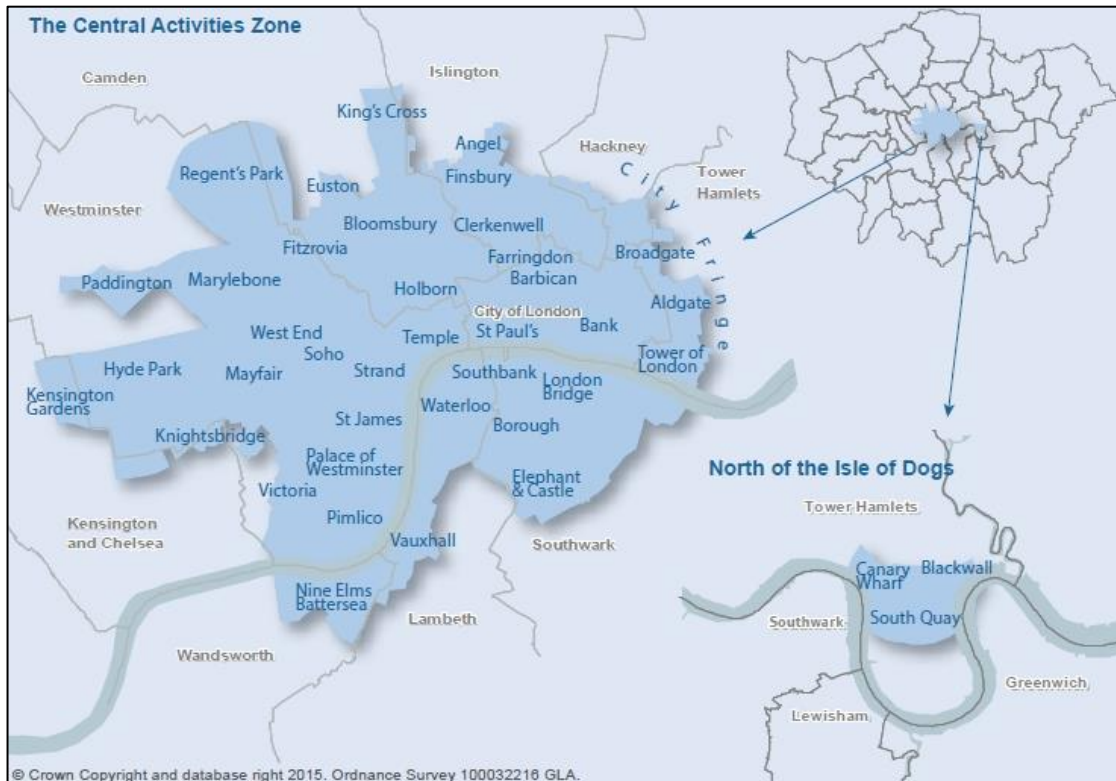 The Central Activities Zone
Camden
Islington
King's Cross
Angel
Hackney
Regent's Park
Euston
Finsbury
Tower
Hamlets
City Fringe
Westminster
Bloomsbury
Clerkenwell
Fitzrovia
Farringdon
Broadgate
Paddington
Marylebone
Barbican
Holborn
Aldgate
City of London
West End
Temple
St Paul's
Bank
Soho
Tower of
London
Hyde Park
Mayfair
Strand
Southbank
London
Bridge
Kensington
Gardens
Waterloo
St James
Borough
Knightsbridge
Palace of
Westminster
Elephant
& Castle
Victoria
Pimlico
Kensington
and Chelsea
Vauxhall
Southwark
Nine Elms
Battersea
Lambeth
Wandsworth
North of the Isle of Dogs
Tower Hamlets
Canary
Wharf
Blackwall
South Quay
Southwark
Greenwich
Lewisham
© Crown Copyright and database right 2015. Ordnance Survey 100032216 GLA.